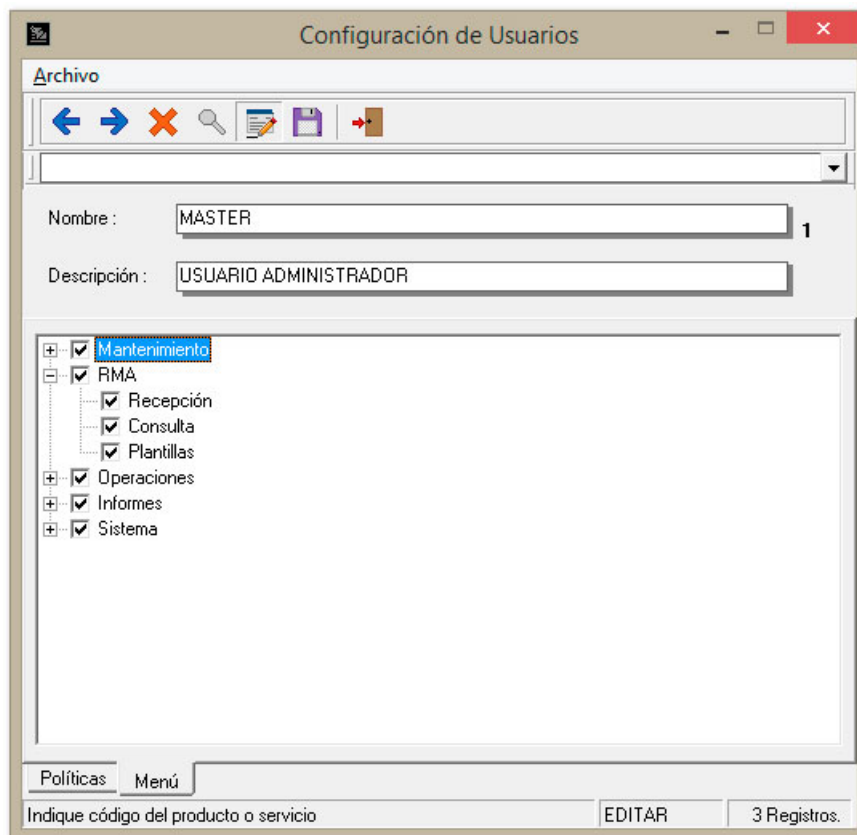 Configuración de Usuarios
Archivo
Nombre : MASTER 1
Descripción : USUARIO ADMINISTRADOR
Mantenimiento
RMA
Recepción
Consulta
Plantillas
Operaciones
Informes
Sistema
Políticas Menú
Indique código del producto o servicio EDITAR 3 Registros.